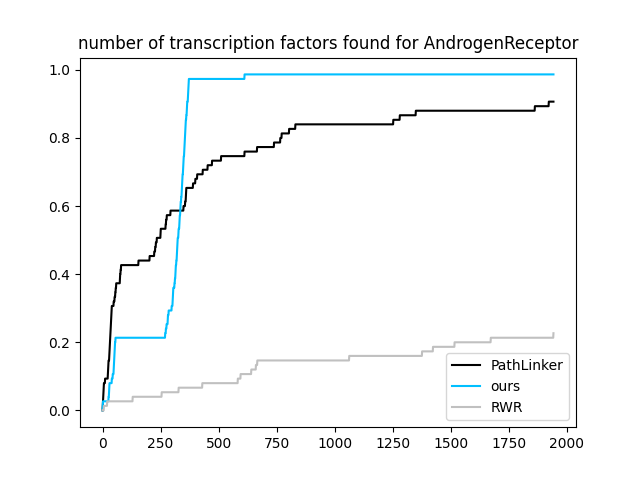 number of transcription factors found for AndrogenReceptor
1.0
0.8
0.6
0.4
0.2
0.0
PathLinker
ours
RWR
0 250 500 750 1000 1250 1500 1750 2000